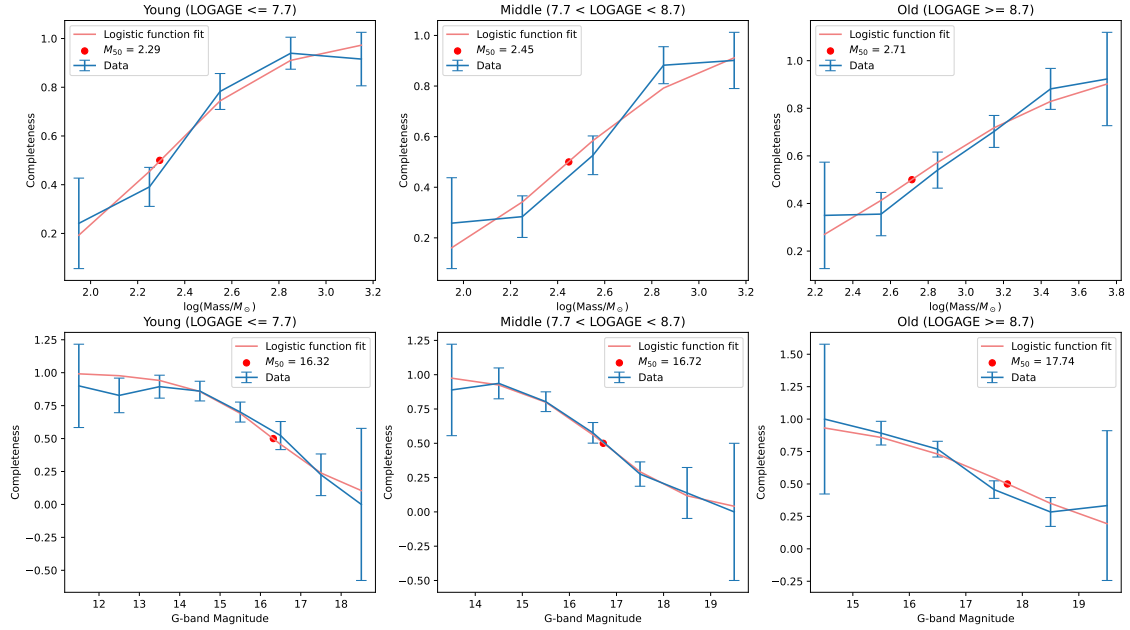 Young (LOGAGE <= 7.7)
Completeness
1.0
0.8
0.6
0.4
0.2
Logistic function fit
M50 = 2.29
Data
2.0 2.2 2.4 2.6 2.8 3.0 3.2
log(Mass/M⊙)
Middle (7.7 < LOGAGE < 8.7)
Completeness
1.0
0.8
0.6
0.4
0.2
Logistic function fit
M50 = 2.45
Data
2.0 2.2 2.4 2.6 2.8 3.0 3.2
log(Mass/M⊙)
Old (LOGAGE >= 8.7)
Completeness
1.0
0.8
0.6
0.4
0.2
Logistic function fit
M50 = 2.71
Data
2.2 2.4 2.6 2.8 3.0 3.2 3.4 3.6 3.8
log(Mass/M⊙)
Young (LOGAGE <= 7.7)
Completeness
1.25
1.00
0.75
0.50
0.25
0.00
−0.25
−0.50
Logistic function fit
M50 = 16.32
Data
12 13 14 15 16 17 18
G-band Magnitude
Middle (7.7 < LOGAGE < 8.7)
Completeness
1.25
1.00
0.75
0.50
0.25
0.00
−0.25
−0.50
Logistic function fit
M50 = 16.72
Data
14 15 16 17 18 19
G-band Magnitude
Old (LOGAGE >= 8.7)
Completeness
1.50
1.25
1.00
0.75
0.50
0.25
0.00
−0.25
Logistic function fit
M50 = 17.74
Data
15 16 17 18 19
G-band Magnitude